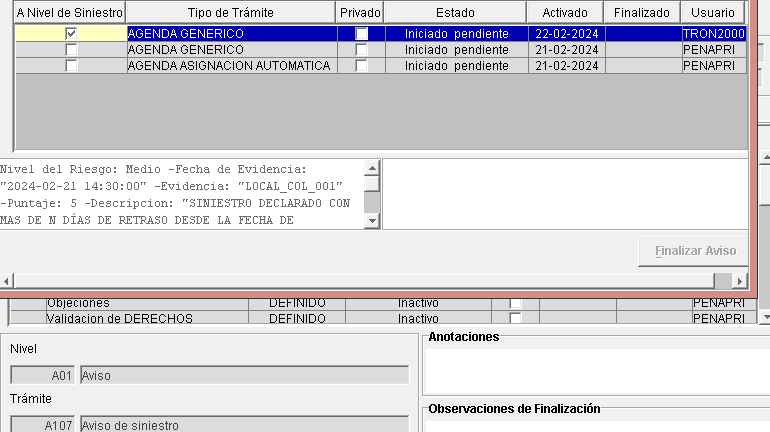 A Nivel de Siniestro Tipo de Trámite Privado Estado Activado Finalizado Usuario
AGENDA GENERICO Iniciado pendiente 22-02-2024 TRON2000
AGENDA GENERICO Iniciado pendiente 21-02-2024 PENAPRI
AGENDA ASIGNACION AUTOMATICA Iniciado pendiente 21-02-2024 PENAPRI
Nivel del Riesgo: Medio -Fecha de Evidencia:
"2024-02-21 14:30:00" -Evidencia: "LOCAL_COL_001"
-Puntaje: 5 -Descripcion: "SINIESTRO DECLARADO CON
MAS DE N DÍAS DE RETRASO DESDE LA FECHA DE
Finalizar Aviso
Objeciones DEFINIDO Inactivo PENAPRI
Validacion de DERECHOS DEFINIDO Inactivo PENAPRI
Nivel
A01 Aviso
Trámite
A107 Aviso de siniestro
Anotaciones
Observaciones de Finalización